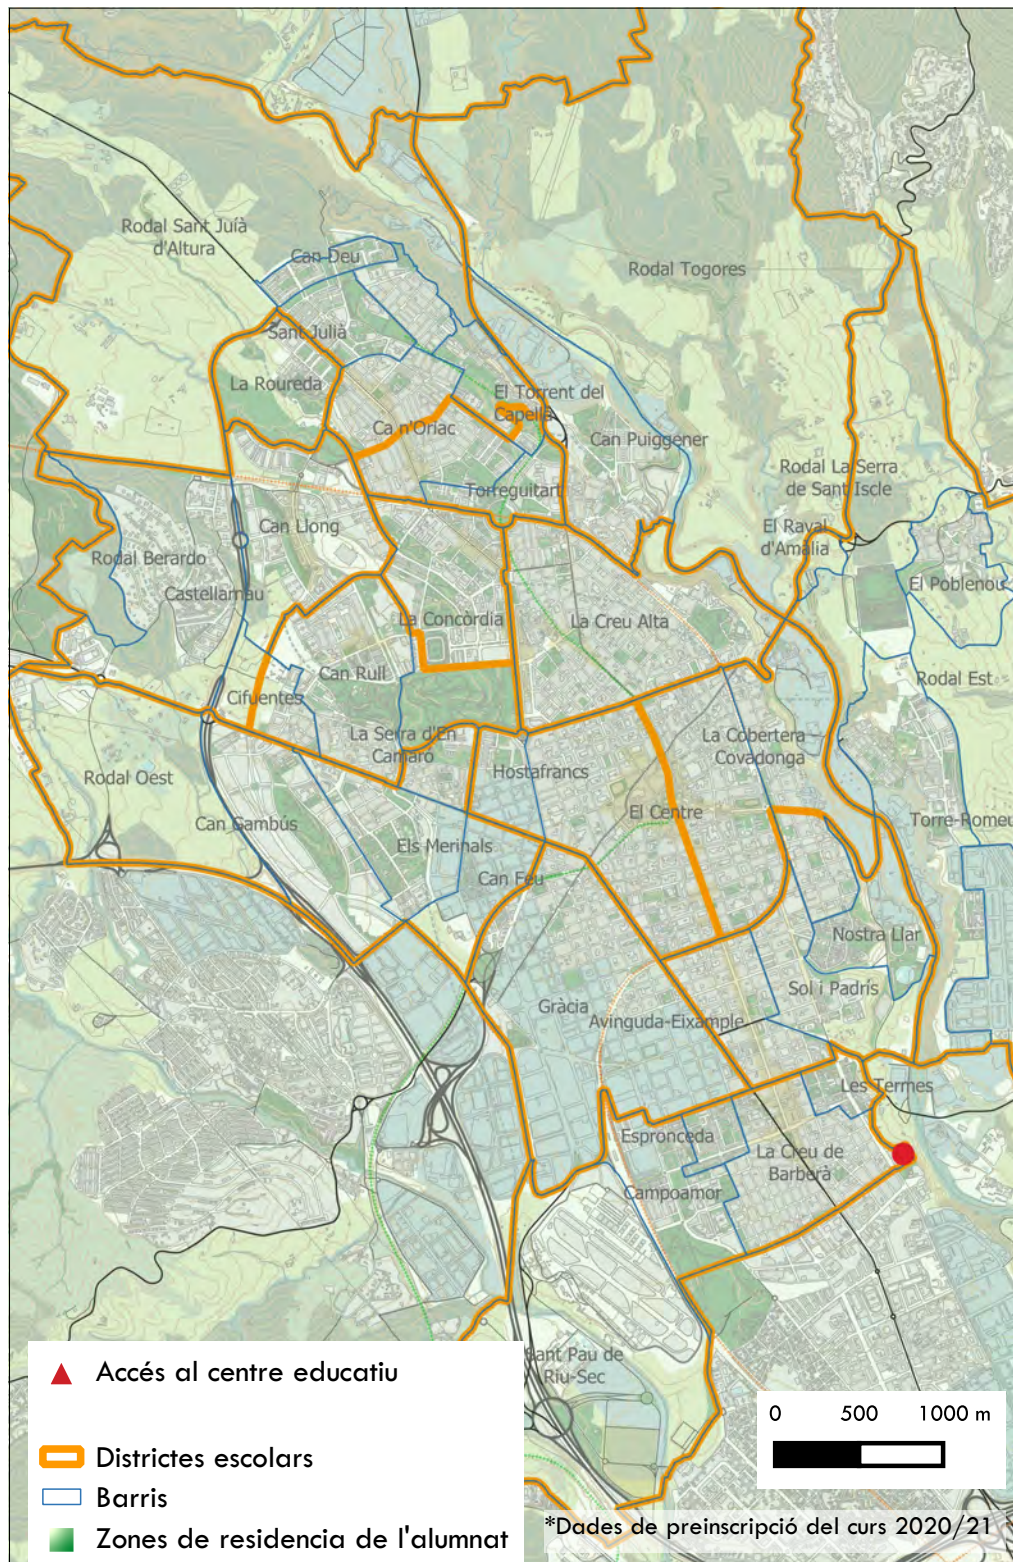 Rodal Sant Juíà
d'Altura
Can Deu
Rodal Togores
Sant Julià
La Roureda
El Torrent del
Capellà
Ca n'Oriac
Can Puiggener
Rodal La Serra
de Sant Iscle
Torreguitart
Can Llong
El Raval
d'Amàlia
Rodal Berardo
El Poblenou
Castellarnau
La Concòrdia
La Creu Alta
Can Rull
Rodal Est
Cifuentes
La Serra d'En
Camaró
La Cobertera
Covadonga
Rodal Oest
Hostafrancs
El Centre
Can Gambús
Torre-Romeu
Els Merinals
Can Feu
Nostra Llar
Sol i Padrís
Gràcia
Avinguda-Eixample
Les Termes
Espronceda
La Creu de
Barberà
Campoamor
Sant Pau de
Riu-Sec
Accés al centre educatiu
Districtes escolars
Barris
Zones de residencia de l'alumnat
0 500 1000 m
*Dades de preinscripció del curs 2020/21